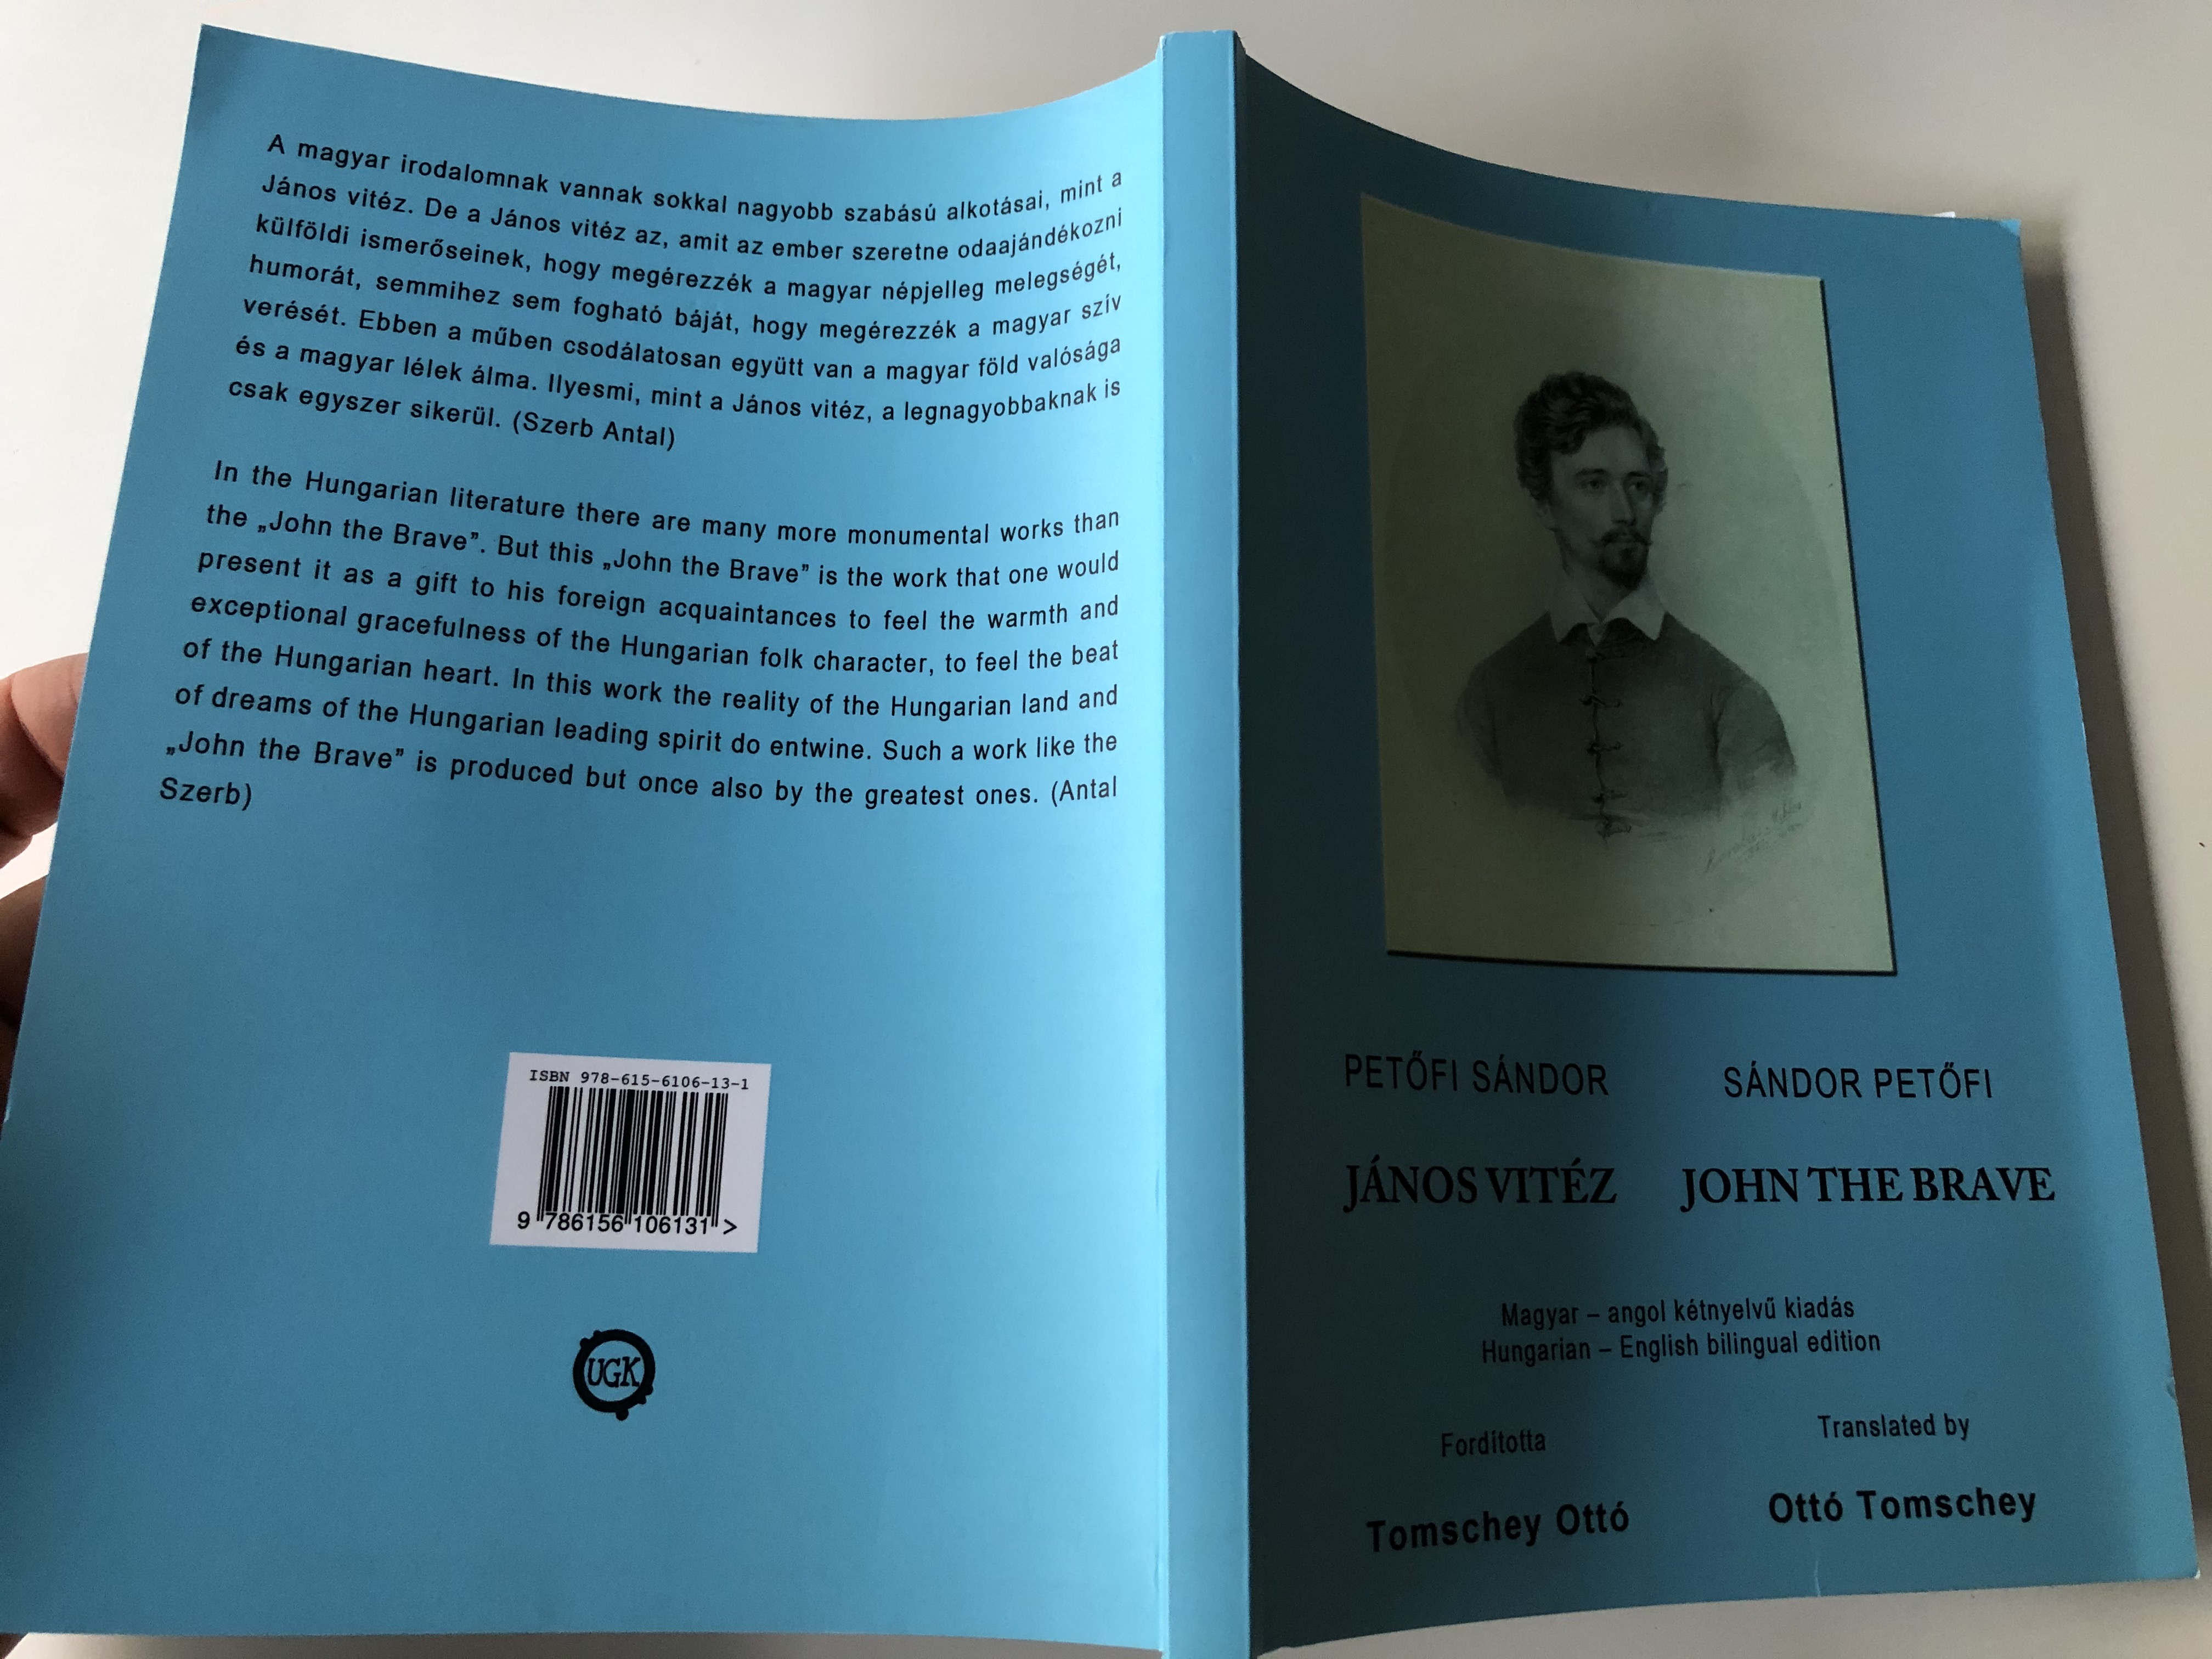 A magyar irodalomnak vannak sokkal nagyobb szabású alkotásai, mint a
János vitéz. De a János vitéz az, amit az ember szeretne odaajándékozni
külföldi ismerőseinek, hogy megérezzék a magyar népjelleg melegségét,
humorát, semmihez sem fogható báját, hogy megérezzék a magyar szív
verését. Ebben a műben csodálatosan együtt van a magyar föld valósága
és a magyar lélek álma. Ilyesmi, mint a János vitéz, a legnagyobbaknak is
csak egyszer sikerül. (Szerb Antal)
In the Hungarian literature there are many more monumental works than
the „John the Brave”. But this „John the Brave” is the work that one would
present it as a gift to his foreign acquaintances to feel the warmth and
exceptional gracefulness of the Hungarian folk character, to feel the beat
of the Hungarian heart. In this work the reality of the Hungarian land and
of dreams of the Hungarian leading spirit do entwine. Such a work like the
„John the Brave” is produced but once also by the greatest ones. (Antal
Szerb)
ISBN 978-615-6106-13-1
9 786156 106131 >
UGK
PETŐFI SÁNDOR
SÁNDOR PETŐFI
JÁNOS VITÉZ
JOHN THE BRAVE
Magyar – angol kétnyelvű kiadás
Hungarian – English bilingual edition
Fordította
Translated by
Tomschey Ottó
Ottó Tomschey